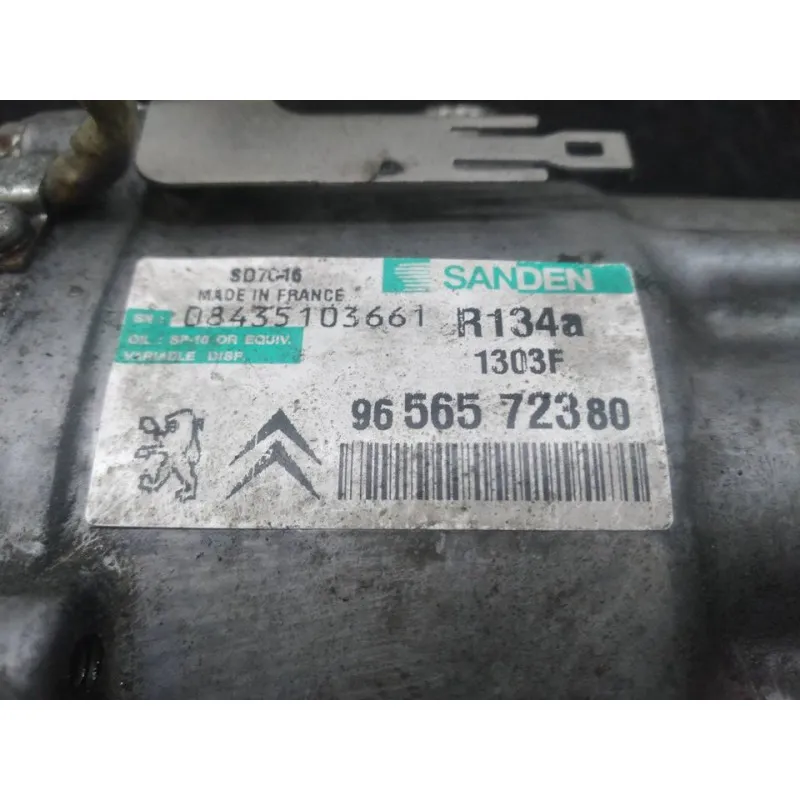 SD7C16
SANDEN
MADE IN FRANCE
SN : 08435103661
R134a
OIL : SP-10 OR EQUIV.
VARIABLE DISP.
1303F
96 565 723 80